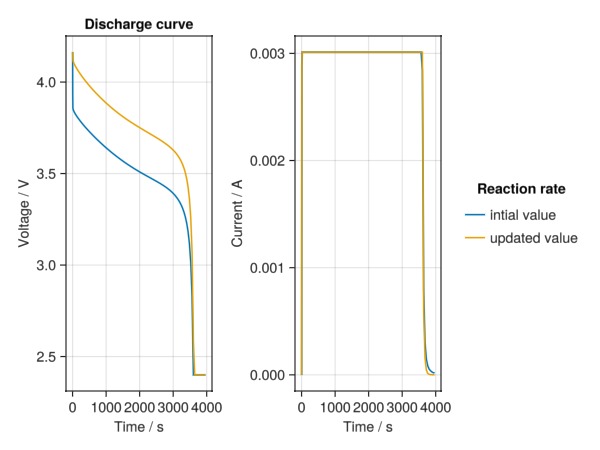 Discharge curve
Voltage / V
4.0
3.5
3.0
2.5
0 1000 2000 3000 4000
Time / s
Current / A
0.003
0.002
0.001
0.000
0 1000 2000 3000 4000
Time / s
Reaction rate
intial value
updated value